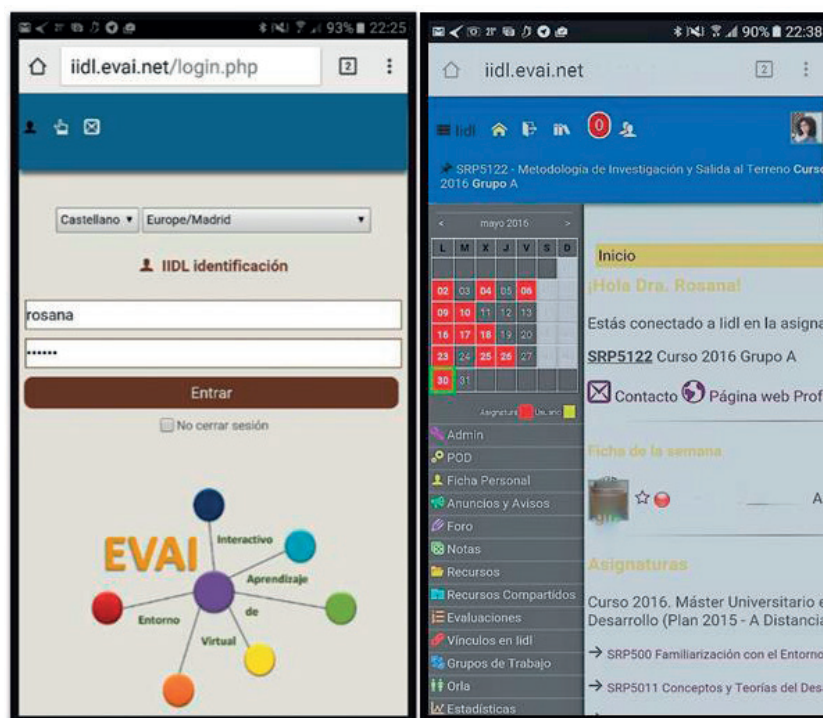 93% 22:25
iidl.evai.net/login.php
2
Castellano
Europe/Madrid
IIDL identificación
rosana
••••••
Entrar
No cerrar sesión
EVAI
Interactivo
Aprendizaje
de
Entorno
Virtual
90% 22:38
iidl.evai.net
2
Iidl
0
SRP5122 - Metodología de Investigación y Salida al Terreno Curso
2016 Grupo A
< mayo 2016 >
L M X J V S D
02 03 04 05 06
09 10 11 12 13
16 17 18 19 20
23 24 25 26 27
30 31
Asignatura
Admin
POD
Ficha Personal
Anuncios y Avisos
Foro
Notas
Recursos
Recursos Compartidos
Evaluaciones
Vínculos en Iidl
Grupos de Trabajo
Orla
Estadísticas
Inicio
¡Hola Dra. Rosana!
Estás conectado a Iidl en la asigna
SRP5122 Curso 2016 Grupo A
Contacto Página web Prof
Ficha de la semana
A
Asignaturas
Curso 2016. Máster Universitario e
Desarrollo (Plan 2015 - A Distancia
→ SRP500 Familiarización con el Entorno
→ SRP5011 Conceptos y Teorías del Des